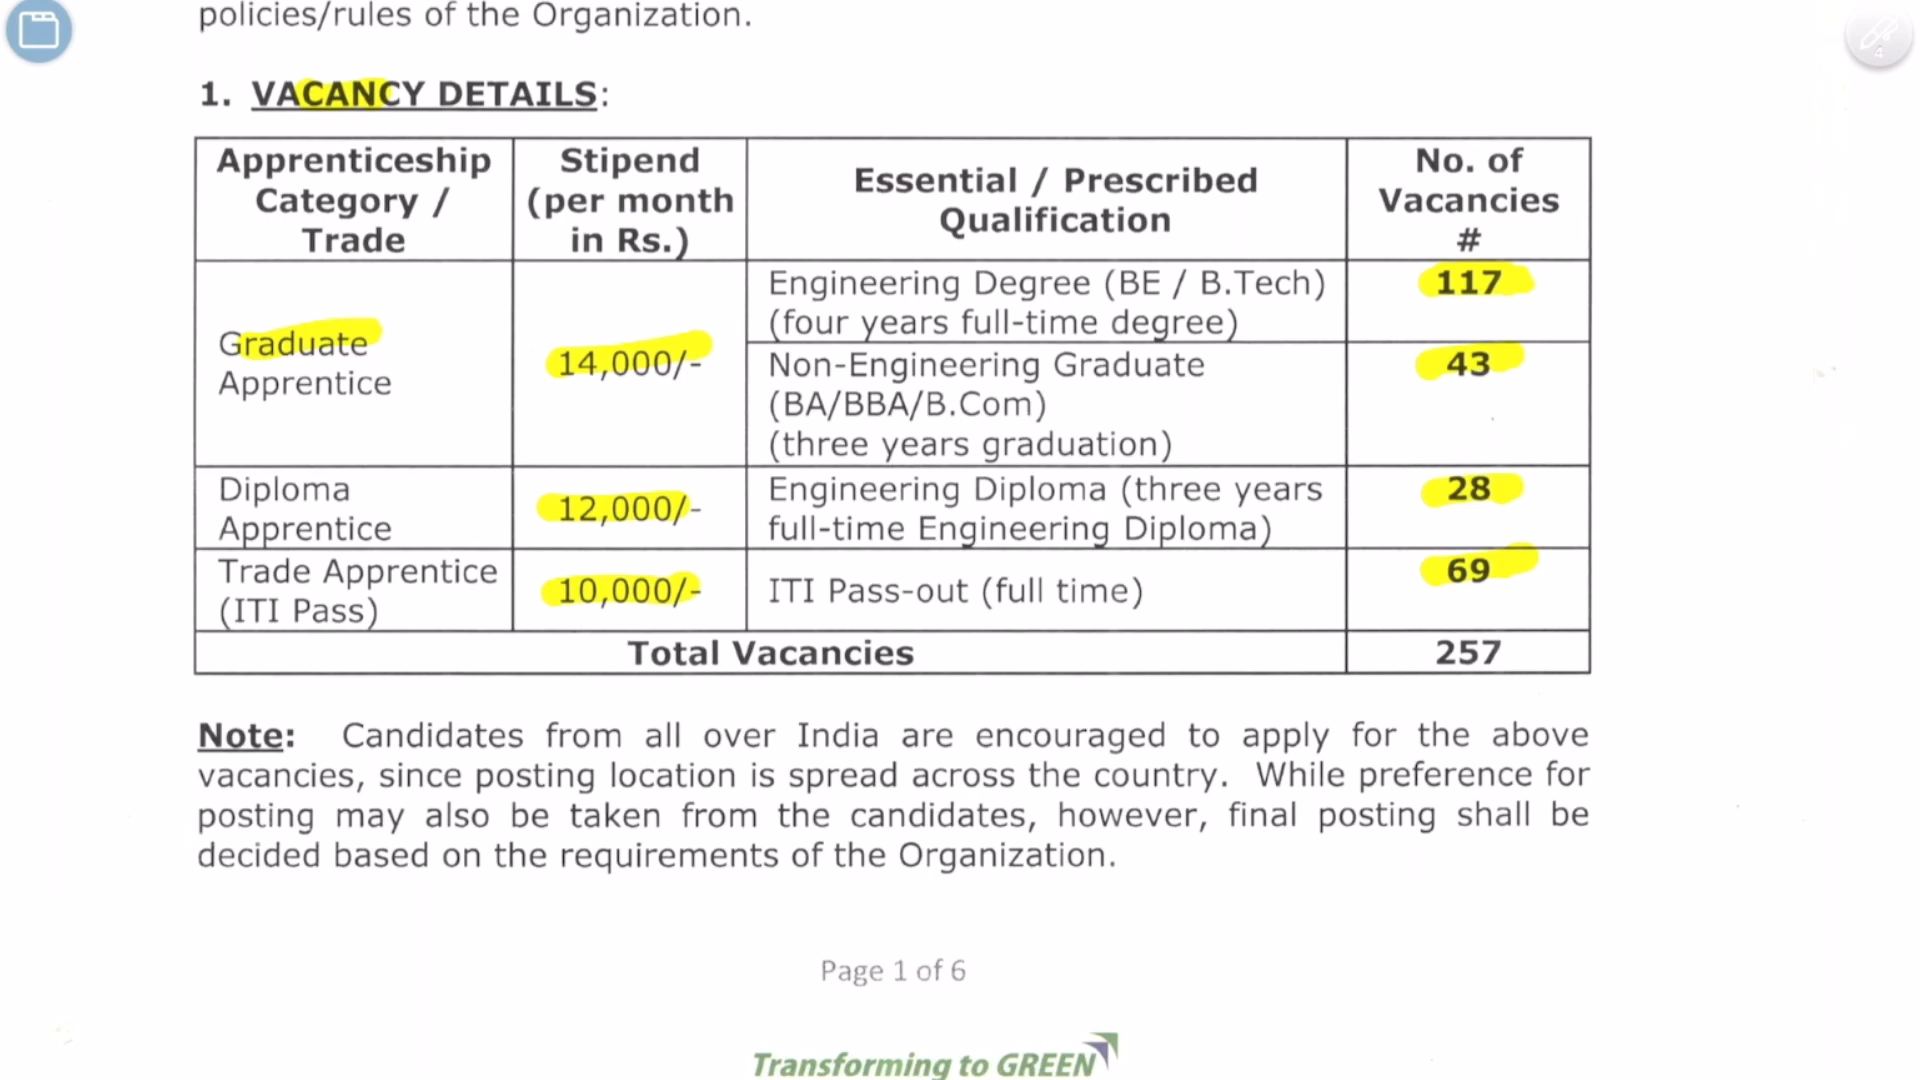 policies/rules of the Organization.
1. VACANCY DETAILS:
Apprenticeship Category / Trade
Stipend (per month in Rs.)
Essential / Prescribed Qualification
No. of Vacancies #
Graduate Apprentice
14,000/-
Engineering Degree (BE / B.Tech)
(four years full-time degree)
117
Non-Engineering Graduate
(BA/BBA/B.Com)
(three years graduation)
43
Diploma Apprentice
12,000/-
Engineering Diploma (three years
full-time Engineering Diploma)
28
Trade Apprentice
(ITI Pass)
10,000/-
ITI Pass-out (full time)
69
Total Vacancies
257
Note: Candidates from all over India are encouraged to apply for the above
vacancies, since posting location is spread across the country. While preference for
posting may also be taken from the candidates, however, final posting shall be
decided based on the requirements of the Organization.
Page 1 of 6
Transforming to GREEN
4